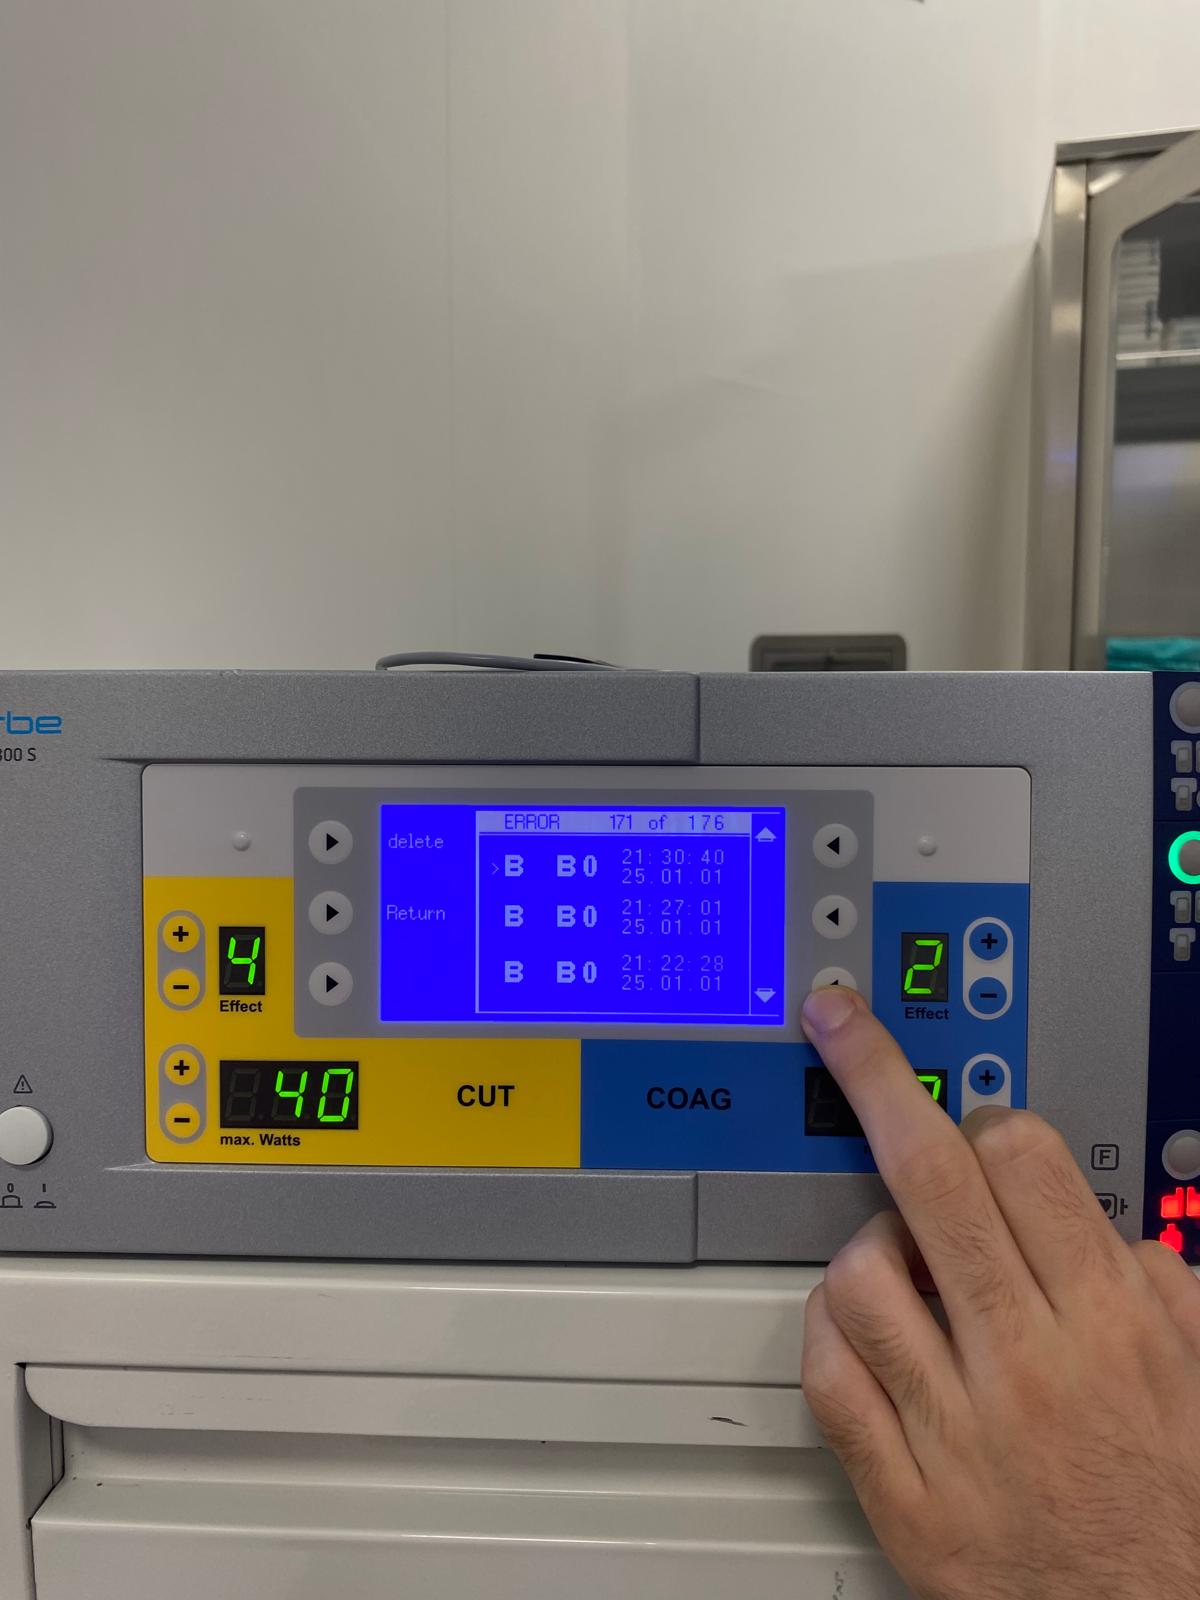 rbe
300 S
ERROR 171 of 176
delete
>B B0 21:30:40
25.01.01
Return
B B0 21:27:01
25.01.01
B B0 21:22:28
25.01.01
+
4
-
Effect
+
2
-
Effect
+
40
-
max. Watts
CUT
COAG
+
0 I
F